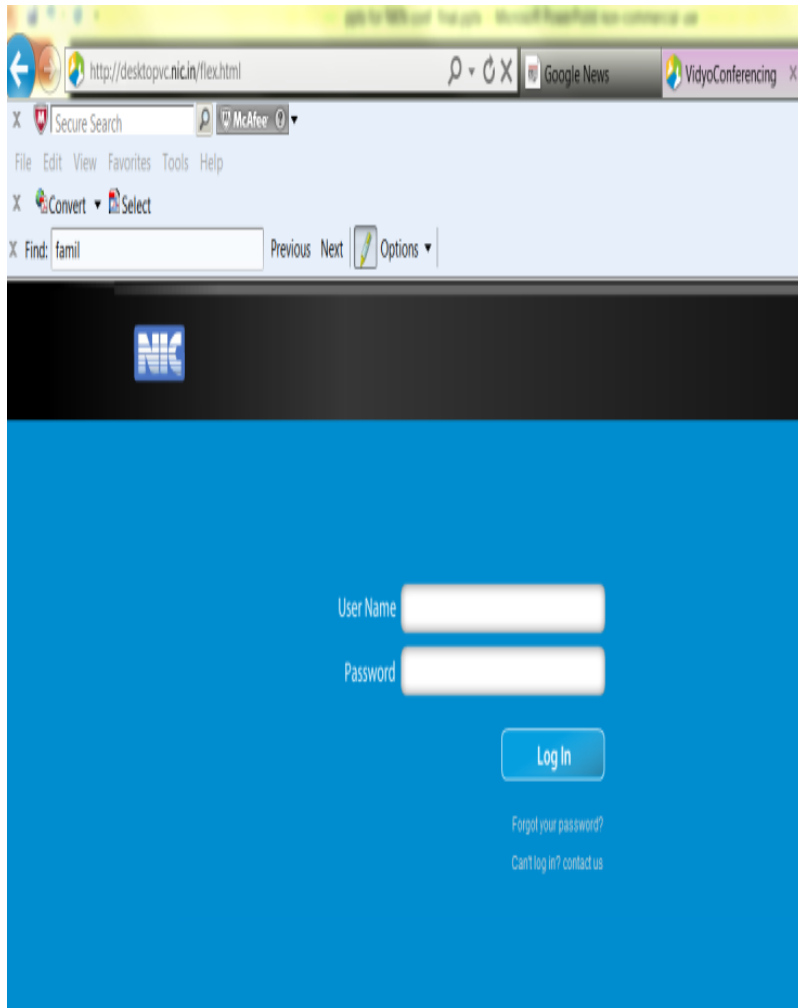 http://desktopvc.nic.in/flex.html Google News VidyoConferencing
Secure Search McAfee
File Edit View Favorites Tools Help
X Convert Select
X Find: famil Previous Next Options
NIC
User Name
Password
Log In
Forgot your password?
Can't log in? contact us